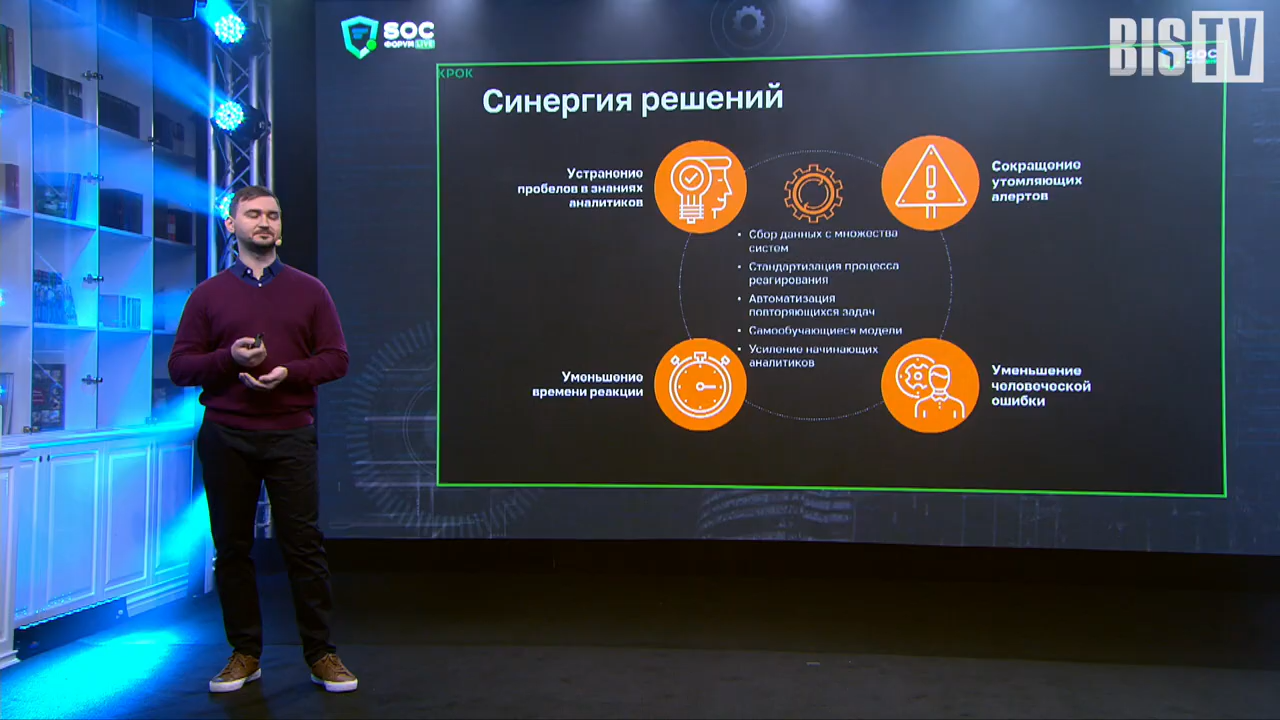 SOC
ФОРУМ LIVE
BIS TV
SOC
КРОК
Синергия решений
Устранение
пробелов в знаниях
аналитиков
Сокращение
утомляющих
алертов
• Сбор данных с множества
систем
• Стандартизация процесса
реагирования
• Автоматизация
повторяющихся задач
• Самообучающиеся модели
• Усиление начинающих
аналитиков
Уменьшение
времени реакции
Уменьшение
человеческой
ошибки